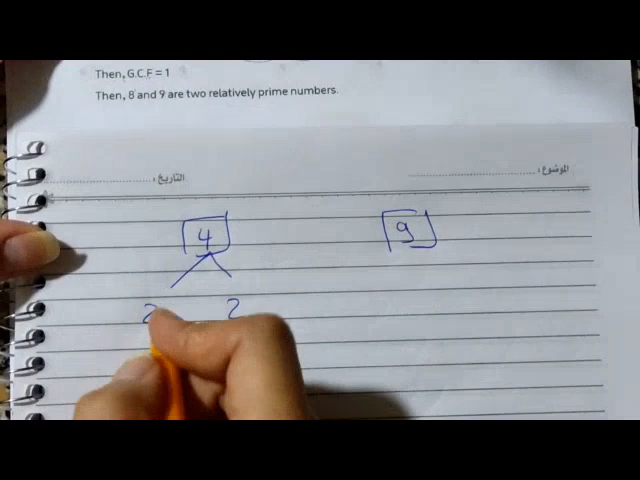 Then, G.C.F = 1
Then, 8 and 9 are two relatively prime numbers.
الموضوع : التاريخ :
4 9
2 2